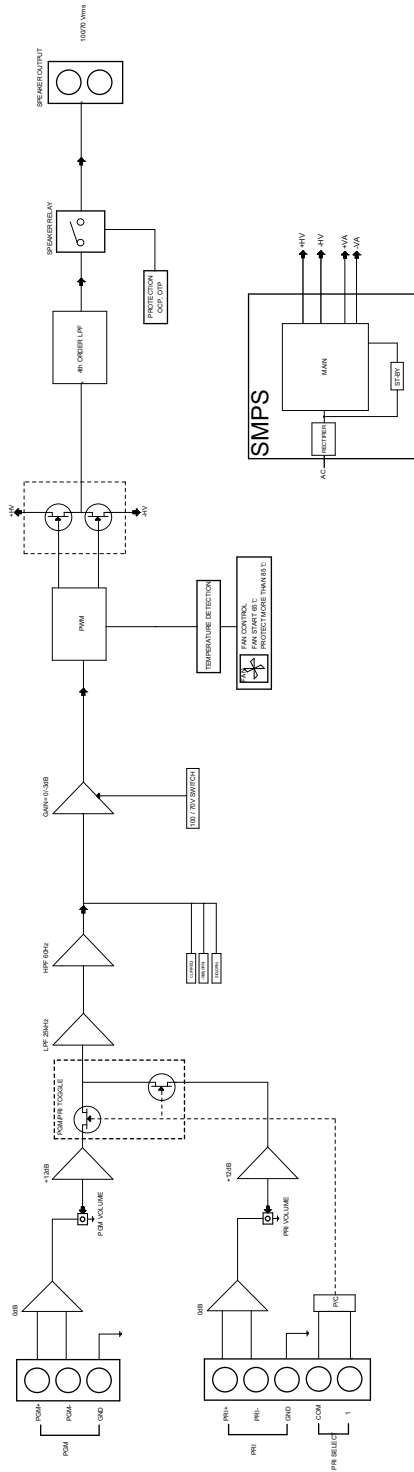 PGM+
PGM-
GND
PGM
0dB
PGM VOLUME
+12dB
PGM/PRI TOGGLE
LPF 25kHz
HPF 60Hz
GAIN= 0/-3dB
100 / 70V SWITCH
PWM
TEMPERATURE DETECTION
FAN
FAN CONTROL
FAN START 65℃
PROTECT MORE THAN 85℃
+HV
-HV
4th ORDER LPF
SPEAKER RELAY
PROTECTION
OCP, OTP
SPEAKER OUTPUT
100/70 Vrms
PRI+
PRI-
GND
PRI
COM
1
PRI SELECT
0dB
PRI VOLUME
+12dB
P/C
SMPS
AC
RECTIFIER
MAIN
ST-BY
+HV
-HV
+VA
-VA